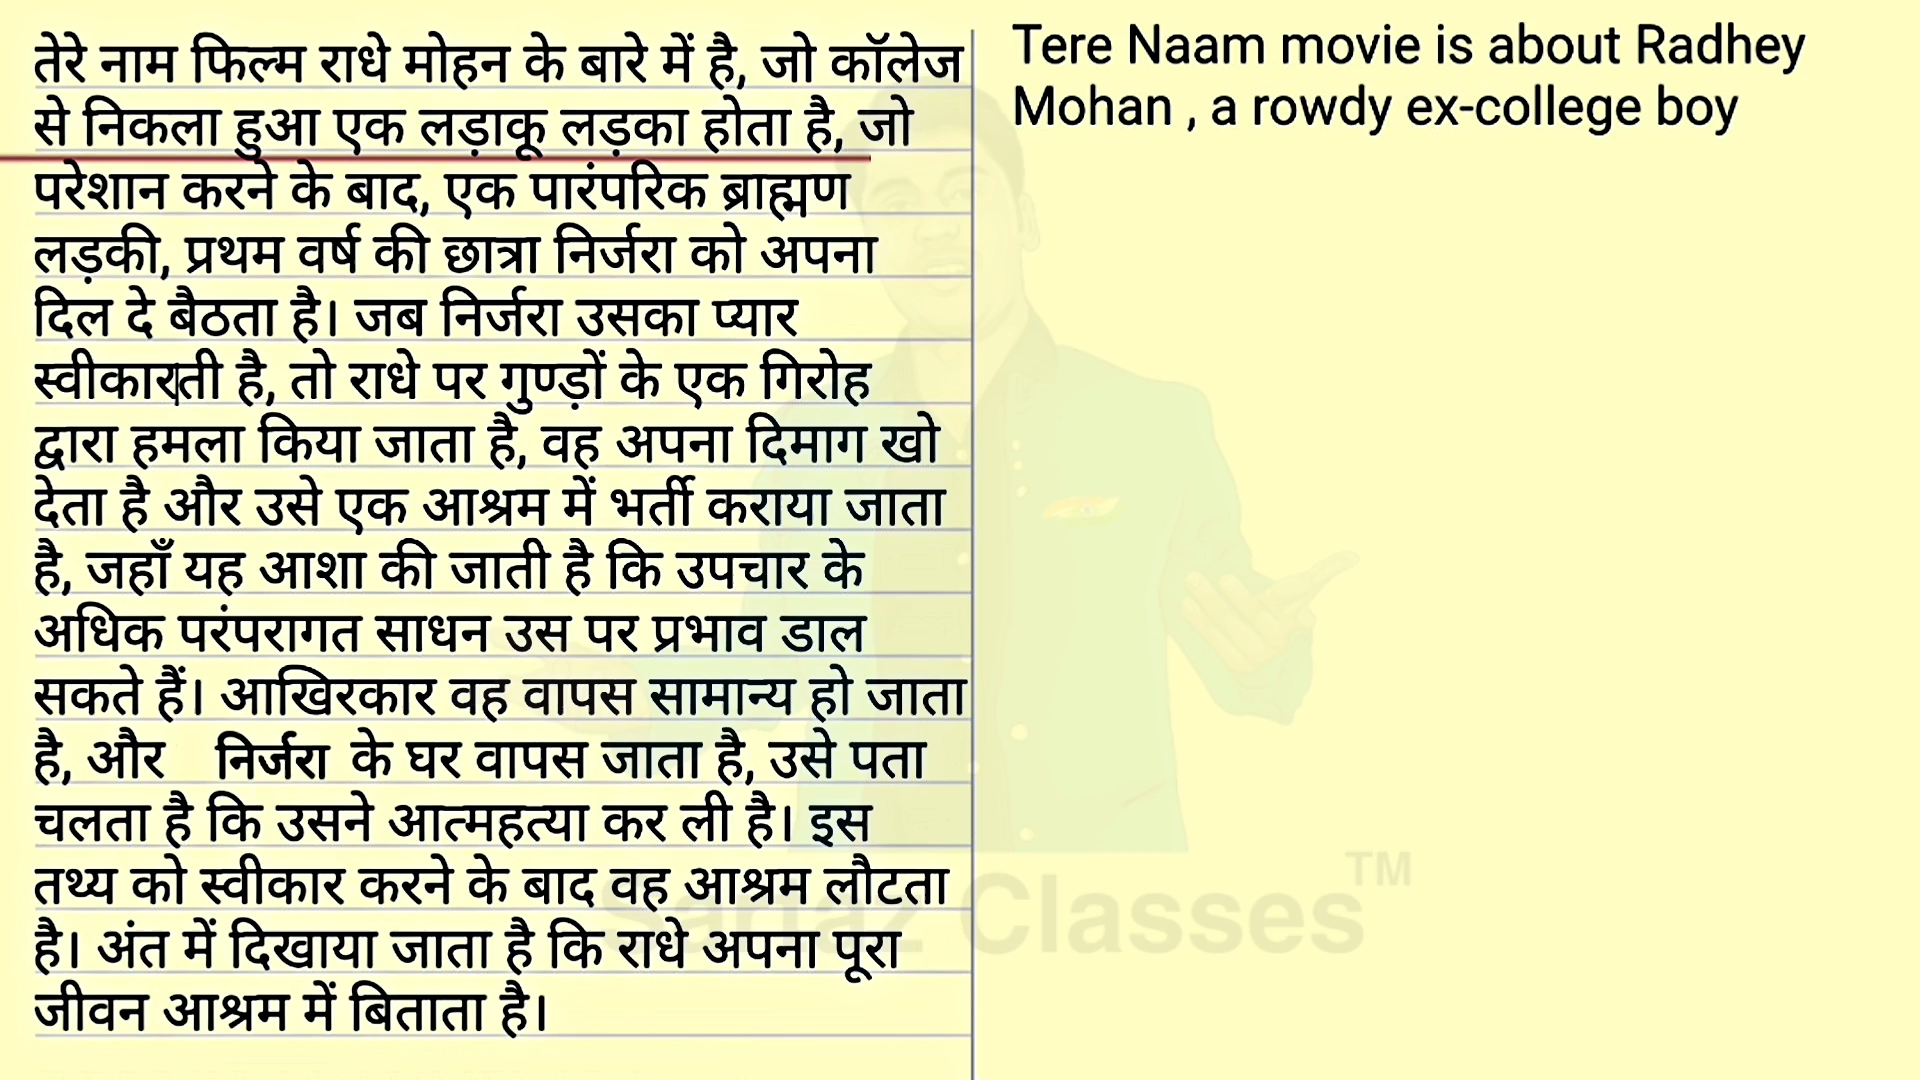 तेरे नाम फिल्म राधे मोहन के बारे में है, जो कॉलेज
से निकला हुआ एक लड़ाकू लड़का होता है, जो
परेशान करने के बाद, एक पारंपरिक ब्राह्मण
लड़की, प्रथम वर्ष की छात्रा निर्जरा को अपना
दिल दे बैठता है। जब निर्जरा उसका प्यार
स्वीकारती है, तो राधे पर गुण्ड़ों के एक गिरोह
द्वारा हमला किया जाता है, वह अपना दिमाग खो
देता है और उसे एक आश्रम में भर्ती कराया जाता
है, जहाँ यह आशा की जाती है कि उपचार के
अधिक परंपरागत साधन उस पर प्रभाव डाल
सकते हैं। आखिरकार वह वापस सामान्य हो जाता
है, और निर्जरा के घर वापस जाता है, उसे पता
चलता है कि उसने आत्महत्या कर ली है। इस
तथ्य को स्वीकार करने के बाद वह आश्रम लौटता
है। अंत में दिखाया जाता है कि राधे अपना पूरा
जीवन आश्रम में बिताता है।
Tere Naam movie is about Radhey
Mohan , a rowdy ex-college boy
Classes TM